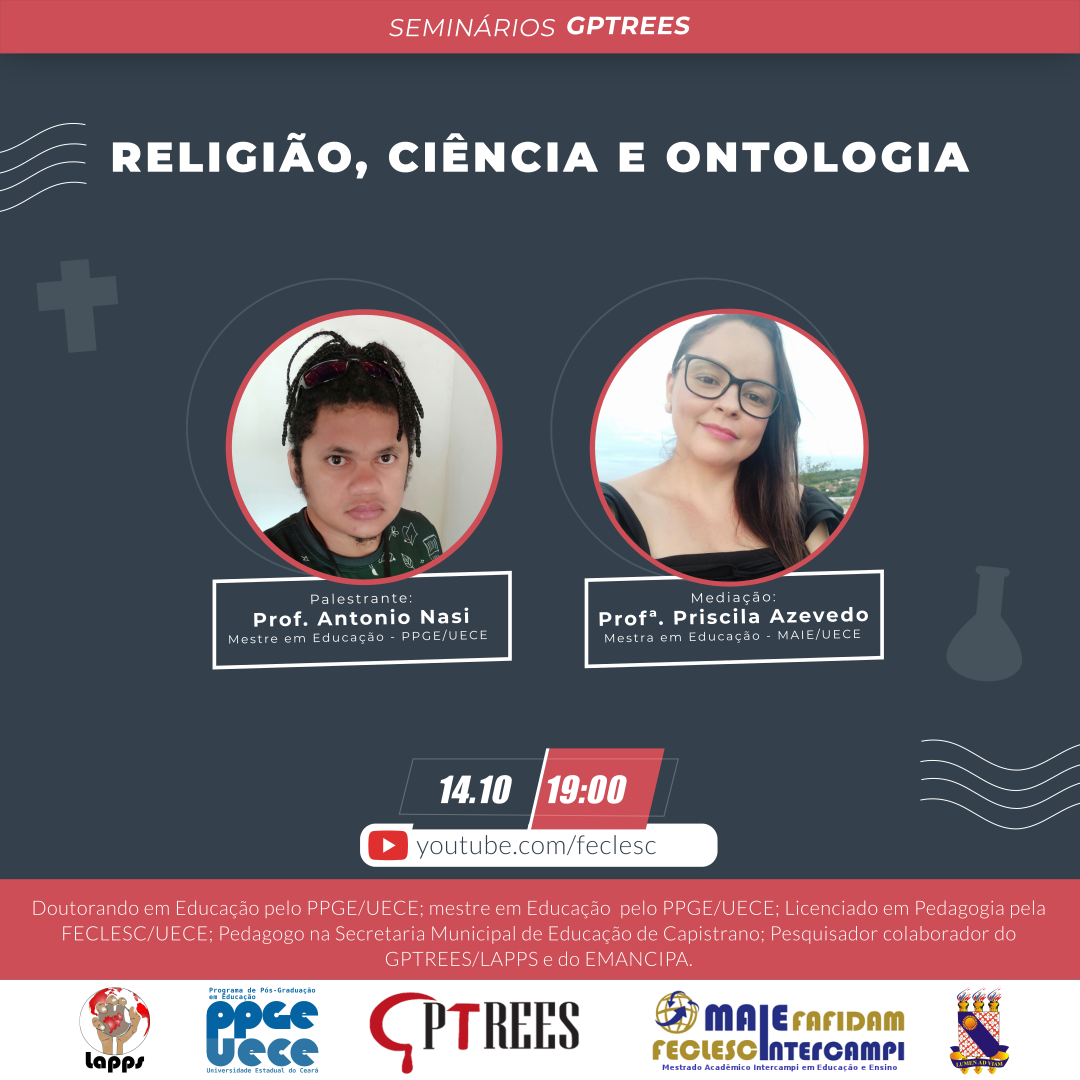 SEMINÁRIOS GPTREES
RELIGIÃO, CIÊNCIA E ONTOLOGIA
Palestrante:
Prof. Antonio Nasi
Mestre em Educação - PPGE/UECE
Mediação:
Profª. Priscila Azevedo
Mestra em Educação - MAIE/UECE
14.10 19:00
youtube.com/feclesc
Doutorando em Educação pelo PPGE/UECE; mestre em Educação pelo PPGE/UECE; Licenciado em Pedagogia pela
FECLESC/UECE; Pedagogo na Secretaria Municipal de Educação de Capistrano; Pesquisador colaborador do
GPTREES/LAPPS e do EMANCIPA.
Lapps
Programa de Pós-Graduação
em Educação
PPGE
UECE
Universidade Estadual do Ceará
GPTREES
MAIE FAFIDAM
FECLESC INTERCAMPI
Mestrado Acadêmico Intercampi em Educação e Ensino
LUMEN AD VIAM